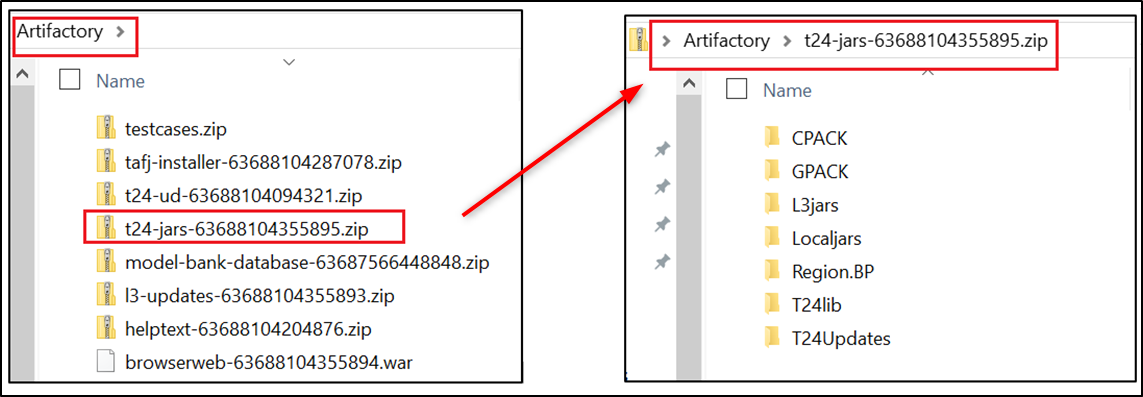 Artifactory
Name
testcases.zip
tafj-installer-63688104287078.zip
t24-ud-63688104094321.zip
t24-jars-63688104355895.zip
model-bank-database-63687566448848.zip
l3-updates-63688104355893.zip
helptext-63688104204876.zip
browserweb-63688104355894.war
Artifactory t24-jars-63688104355895.zip
Name
CPACK
GPACK
L3jars
Localjars
Region.BP
T24lib
T24Updates